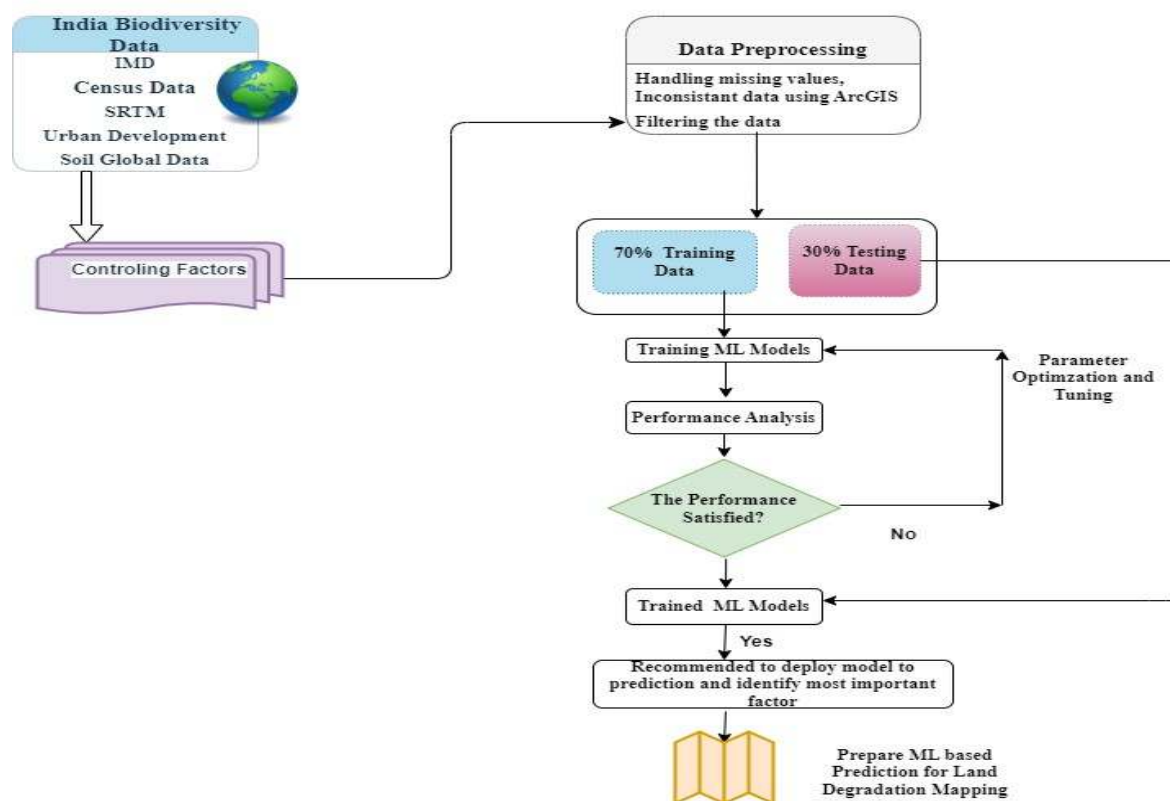 India Biodiversity
Data
IMD
Census Data
SRTM
Urban Development
Soil Global Data
Controling Factors
Data Preprocessing
Handling missing values,
Inconsistant data using ArcGIS
Filtering the data
70% Training
Data
30% Testing
Data
Training ML Models
Parameter
Optimzation and
Tuning
Performance Analysis
The Performance
Satisfied?
No
Trained ML Models
Yes
Recommended to deploy model to
prediction and identify most important
factor
Prepare ML based
Prediction for Land
Degradation Mapping